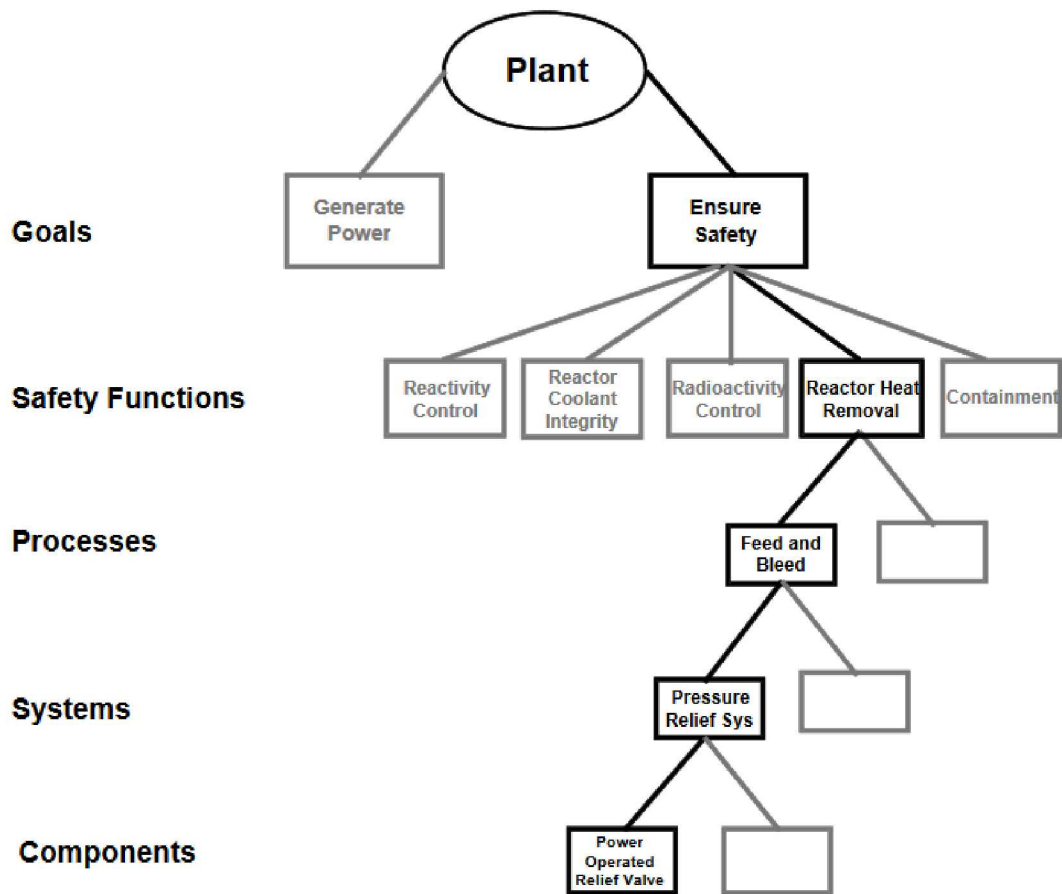 Plant
Goals
Generate
Power
Ensure
Safety
Safety Functions
Reactivity
Control
Reactor
Coolant
Integrity
Radioactivity
Control
Reactor Heat
Removal
Containment
Processes
Feed and
Bleed
Systems
Pressure
Relief Sys
Components
Power
Operated
Relief Valve